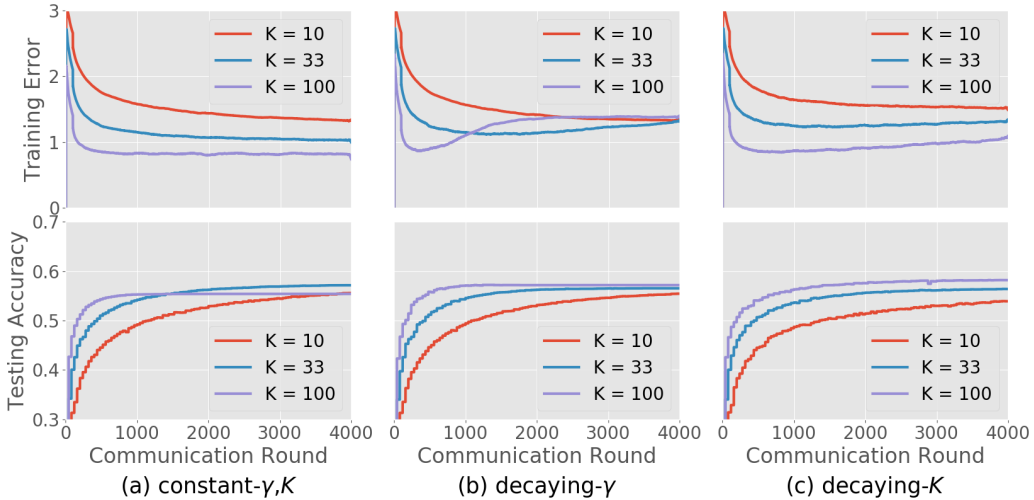 3
2
1
0
Training Error
K = 10
K = 33
K = 100
K = 10
K = 33
K = 100
K = 10
K = 33
K = 100
0.7
0.6
0.5
0.4
0.3
Testing Accuracy
K = 10
K = 33
K = 100
K = 10
K = 33
K = 100
K = 10
K = 33
K = 100
0 1000 2000 3000 4000
0 1000 2000 3000 4000
0 1000 2000 3000 4000
Communication Round
Communication Round
Communication Round
(a) constant-γ,K
(b) decaying-γ
(c) decaying-K